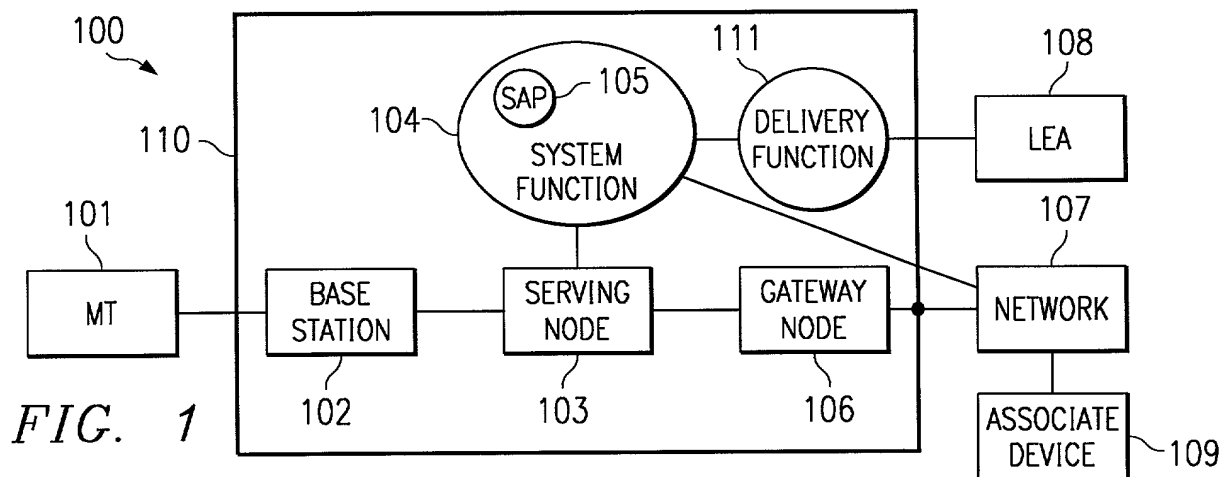 100
110
104
SAP
105
SYSTEM
FUNCTION
111
DELIVERY
FUNCTION
108
LEA
101
MT
BASE
STATION
102
SERVING
NODE
103
GATEWAY
NODE
106
107
NETWORK
ASSOCIATE
DEVICE
109
FIG. 1